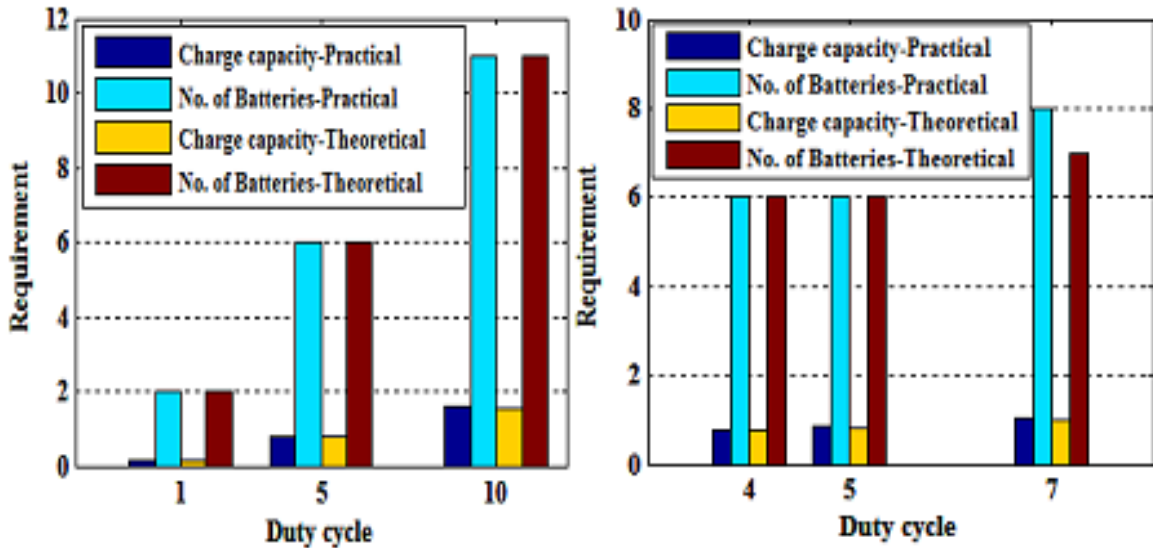 12
10
8
6
4
2
0
Requirement
Charge capacity-Practical
No. of Batteries-Practical
Charge capacity-Theoretical
No. of Batteries-Theoretical
1 5 10
Duty cycle
10
8
6
4
2
0
Requirement
Charge capacity-Practical
No. of Batteries-Practical
Charge capacity-Theoretical
No. of Batteries-Theoretical
4 5 7
Duty cycle